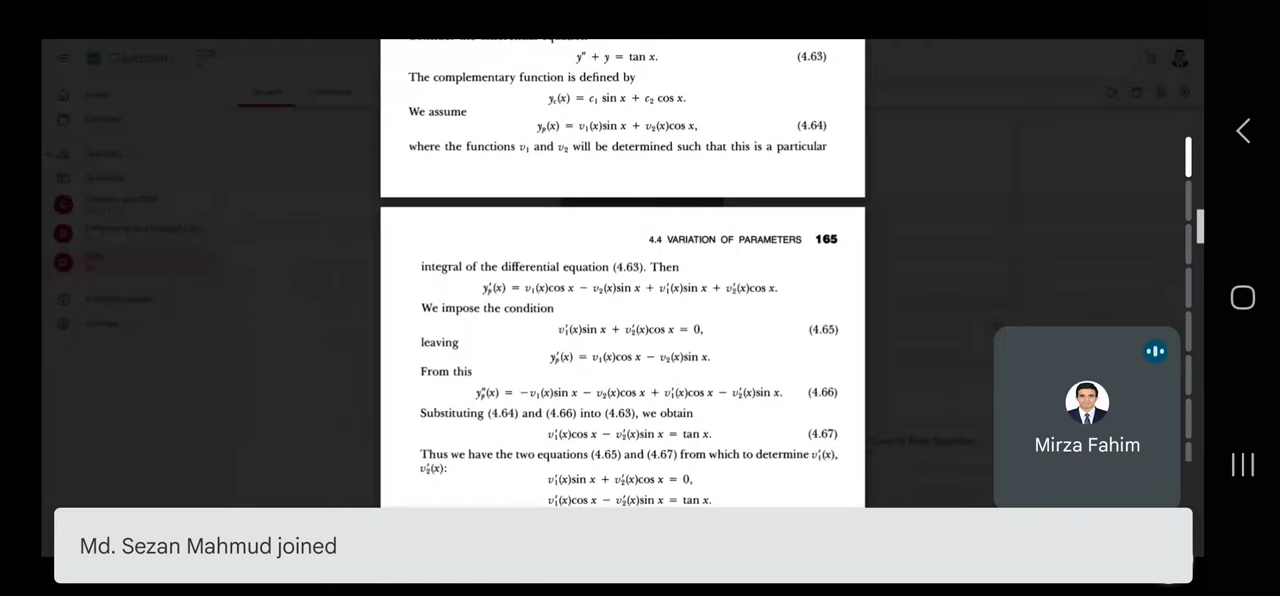 Classroom
y″ + y = tan x. (4.63)
The complementary function is defined by
y_c(x) = c₁ sin x + c₂ cos x.
We assume
y_p(x) = v₁(x)sin x + v₂(x)cos x, (4.64)
where the functions v₁ and v₂ will be determined such that this is a particular
4.4 VARIATION OF PARAMETERS 165
integral of the differential equation (4.63). Then
y′_p(x) = v₁(x)cos x − v₂(x)sin x + v′₁(x)sin x + v′₂(x)cos x.
We impose the condition
v′₁(x)sin x + v′₂(x)cos x = 0, (4.65)
leaving
y′_p(x) = v₁(x)cos x − v₂(x)sin x.
From this
y″_p(x) = −v₁(x)sin x − v₂(x)cos x + v′₁(x)cos x − v′₂(x)sin x. (4.66)
Substituting (4.64) and (4.66) into (4.63), we obtain
v′₁(x)cos x − v′₂(x)sin x = tan x. (4.67)
Thus we have the two equations (4.65) and (4.67) from which to determine v′₁(x),
v′₂(x):
v′₁(x)sin x + v′₂(x)cos x = 0,
v′₁(x)cos x − v′₂(x)sin x = tan x.
Mirza Fahim
Md. Sezan Mahmud joined